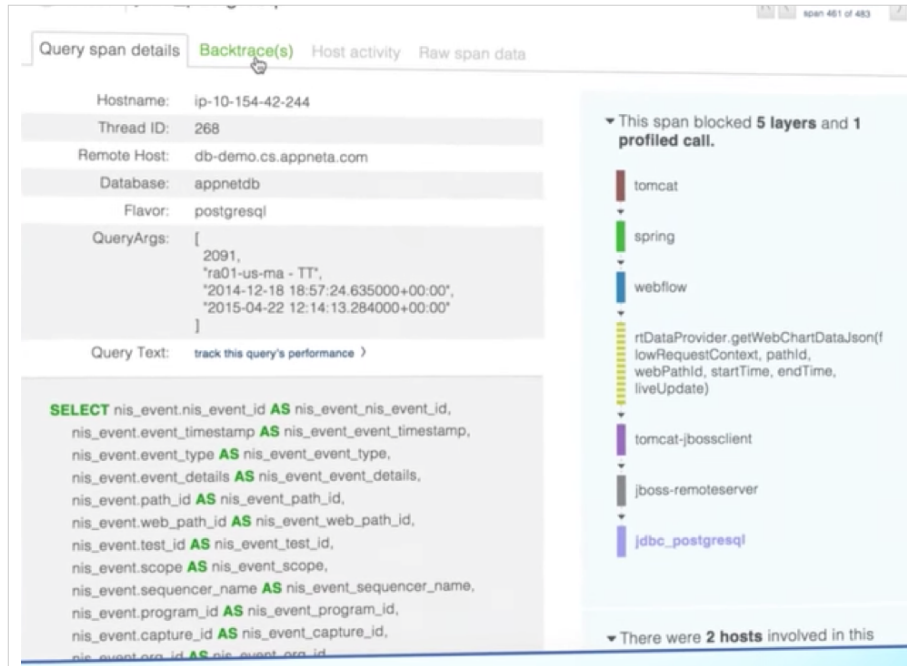 span 461 of 483
Query span details
Backtrace(s)
Host activity
Raw span data
Hostname: ip-10-154-42-244
Thread ID: 268
Remote Host: db-demo.cs.appneta.com
Database: appnetdb
Flavor: postgresql
QueryArgs: [
2091,
"ra01-us-ma - TT",
"2014-12-18 18:57:24.635000+00:00",
"2015-04-22 12:14:13.284000+00:00"
]
Query Text: track this query's performance 〉
SELECT nis_event.nis_event_id AS nis_event_nis_event_id,
nis_event.event_timestamp AS nis_event_event_timestamp,
nis_event.event_type AS nis_event_event_type,
nis_event.event_details AS nis_event_event_details,
nis_event.path_id AS nis_event_path_id,
nis_event.web_path_id AS nis_event_web_path_id,
nis_event.test_id AS nis_event_test_id,
nis_event.scope AS nis_event_scope,
nis_event.sequencer_name AS nis_event_sequencer_name,
nis_event.program_id AS nis_event_program_id,
nis_event.capture_id AS nis_event_capture_id,
nis_event.org_id AS nis_event_org_id
This span blocked 5 layers and 1
profiled call.
tomcat
spring
webflow
rtDataProvider.getWebChartDataJson(f
lowRequestContext, pathId,
webPathId, startTime, endTime,
liveUpdate)
tomcat-jbossclient
jboss-remoteserver
jdbc_postgresql
There were 2 hosts involved in this